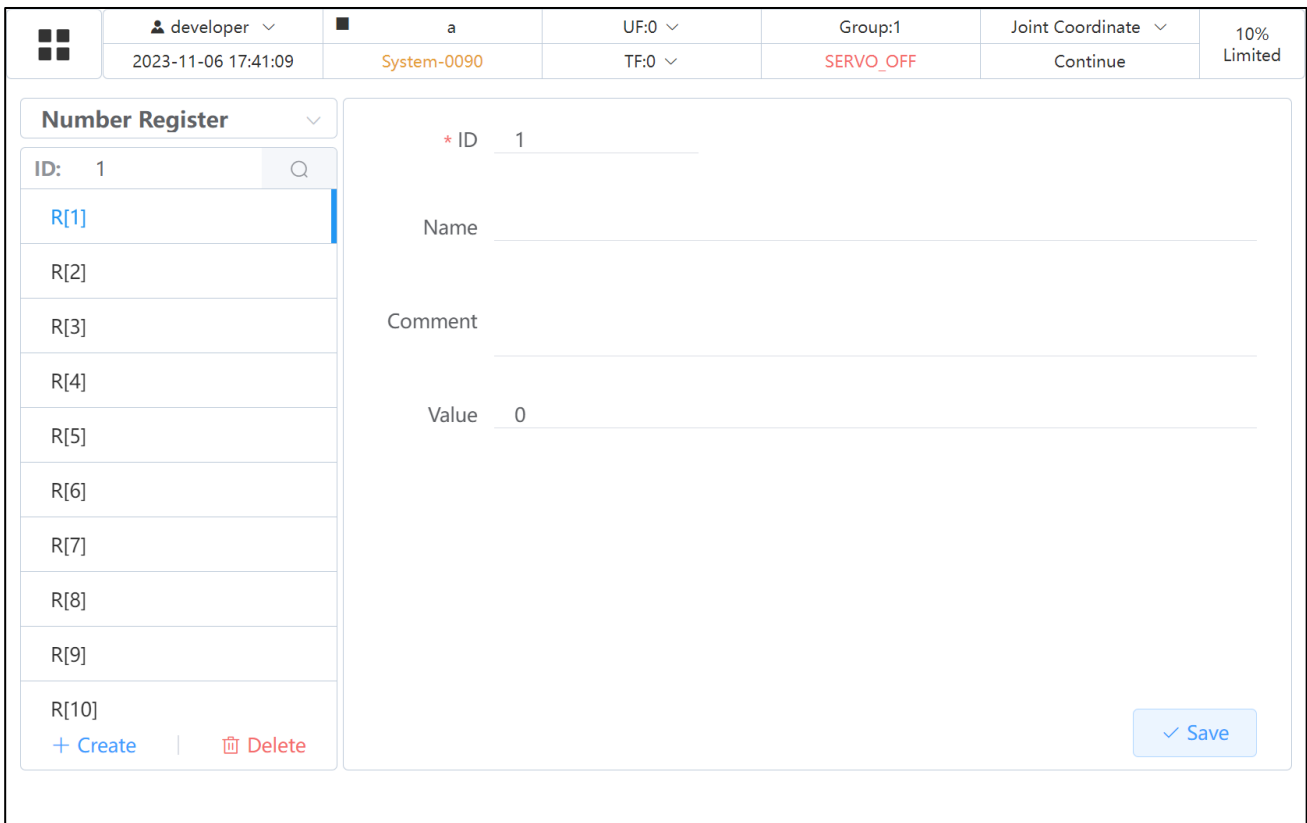 developer
a
UF:0
Group:1
Joint Coordinate
10%
Limited
2023-11-06 17:41:09
System-0090
TF:0
SERVO_OFF
Continue
Number Register
ID: 1
R[1]
R[2]
R[3]
R[4]
R[5]
R[6]
R[7]
R[8]
R[9]
R[10]
+ Create
Delete
* ID 1
Name
Comment
Value 0
Save